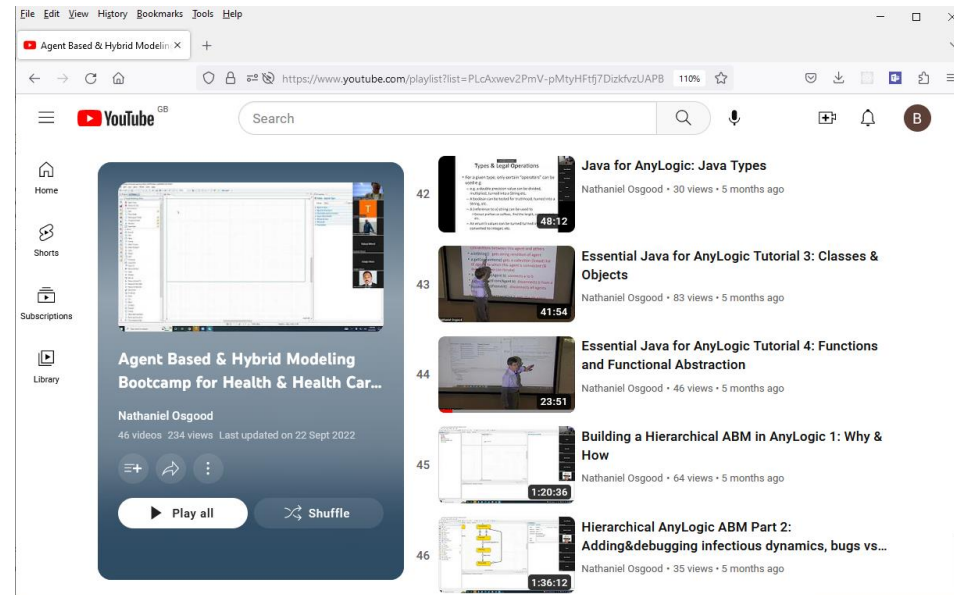 File Edit View History Bookmarks Tools Help
Agent Based & Hybrid Modelin
https://www.youtube.com/playlist?list=PLcAxwev2PmV-pMtyHFtfj7DizkfvzUAPB 110%
YouTube GB
Search
B
Home
Shorts
Subscriptions
Library
T
Agent Based & Hybrid Modeling
Bootcamp for Health & Health Car...
Nathaniel Osgood
46 videos 234 views Last updated on 22 Sept 2022
Play all
Shuffle
42
Types & Legal Operations
48:12
Java for AnyLogic: Java Types
Nathaniel Osgood • 30 views • 5 months ago
43
41:54
Essential Java for AnyLogic Tutorial 3: Classes &
Objects
Nathaniel Osgood • 83 views • 5 months ago
44
23:51
Essential Java for AnyLogic Tutorial 4: Functions
and Functional Abstraction
Nathaniel Osgood • 46 views • 5 months ago
45
1:20:36
Building a Hierarchical ABM in AnyLogic 1: Why &
How
Nathaniel Osgood • 64 views • 5 months ago
46
1:36:12
Hierarchical AnyLogic ABM Part 2:
Adding&debugging infectious dynamics, bugs vs...
Nathaniel Osgood • 35 views • 5 months ago